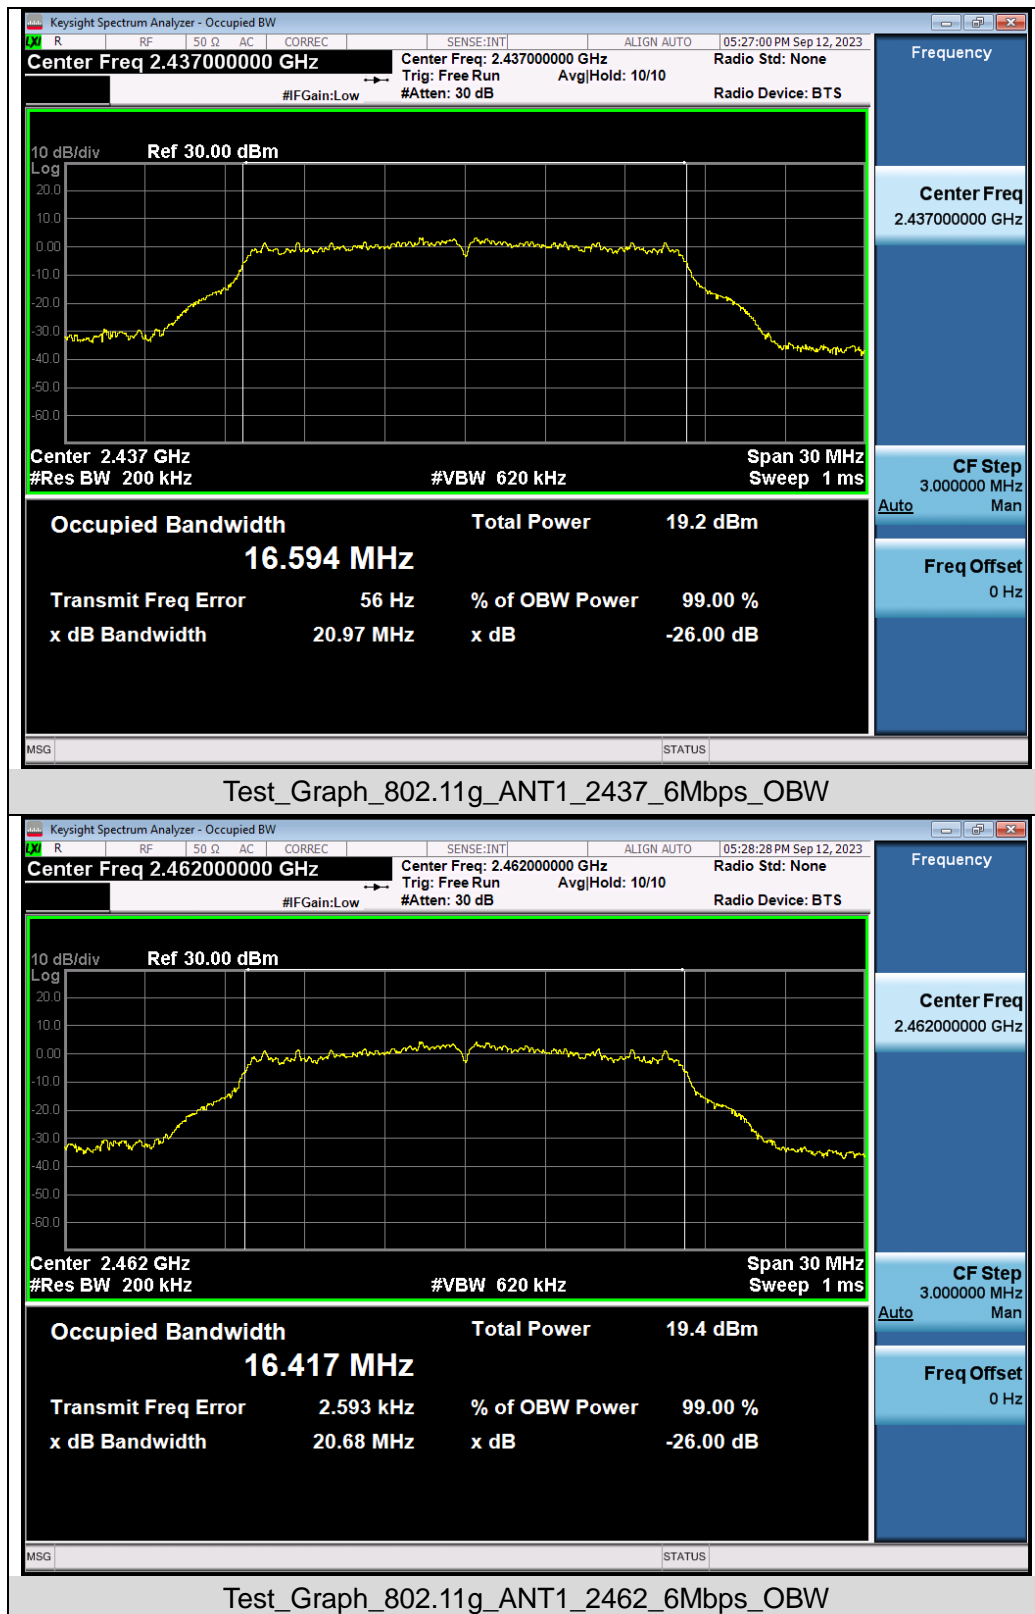 Keysight Spectrum Analyzer - Occupied BW
LXI R RF 50 Ω AC CORREC SENSE:INT ALIGN AUTO 05:27:00 PM Sep 12, 2023
Center Freq 2.437000000 GHz
Center Freq: 2.437000000 GHz Radio Std: None
Trig: Free Run Avg|Hold: 10/10
#IFGain:Low #Atten: 30 dB Radio Device: BTS
10 dB/div Ref 30.00 dBm
Log
20.0
10.0
0.00
-10.0
-20.0
-30.0
-40.0
-50.0
-60.0
Center 2.437 GHz Span 30 MHz
#Res BW 200 kHz #VBW 620 kHz Sweep 1 ms
Occupied Bandwidth Total Power 19.2 dBm
16.594 MHz
Transmit Freq Error 56 Hz % of OBW Power 99.00 %
x dB Bandwidth 20.97 MHz x dB -26.00 dB
MSG STATUS
Frequency
Center Freq
2.437000000 GHz
CF Step
3.000000 MHz
Auto Man
Freq Offset
0 Hz
Test_Graph_802.11g_ANT1_2437_6Mbps_OBW
Keysight Spectrum Analyzer - Occupied BW
LXI R RF 50 Ω AC CORREC SENSE:INT ALIGN AUTO 05:28:28 PM Sep 12, 2023
Center Freq 2.462000000 GHz
Center Freq: 2.462000000 GHz Radio Std: None
Trig: Free Run Avg|Hold: 10/10
#IFGain:Low #Atten: 30 dB Radio Device: BTS
10 dB/div Ref 30.00 dBm
Log
20.0
10.0
0.00
-10.0
-20.0
-30.0
-40.0
-50.0
-60.0
Center 2.462 GHz Span 30 MHz
#Res BW 200 kHz #VBW 620 kHz Sweep 1 ms
Occupied Bandwidth Total Power 19.4 dBm
16.417 MHz
Transmit Freq Error 2.593 kHz % of OBW Power 99.00 %
x dB Bandwidth 20.68 MHz x dB -26.00 dB
MSG STATUS
Frequency
Center Freq
2.462000000 GHz
CF Step
3.000000 MHz
Auto Man
Freq Offset
0 Hz
Test_Graph_802.11g_ANT1_2462_6Mbps_OBW